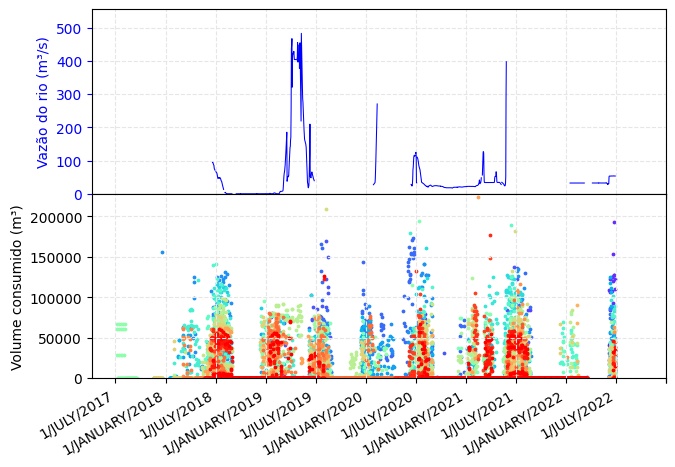 500
400
300
200
100
0
Vazão do rio (m³/s)
200000
150000
100000
50000
0
Volume consumido (m³)
1/JULY/2017
1/JANUARY/2018
1/JULY/2018
1/JANUARY/2019
1/JULY/2019
1/JANUARY/2020
1/JULY/2020
1/JANUARY/2021
1/JULY/2021
1/JANUARY/2022
1/JULY/2022